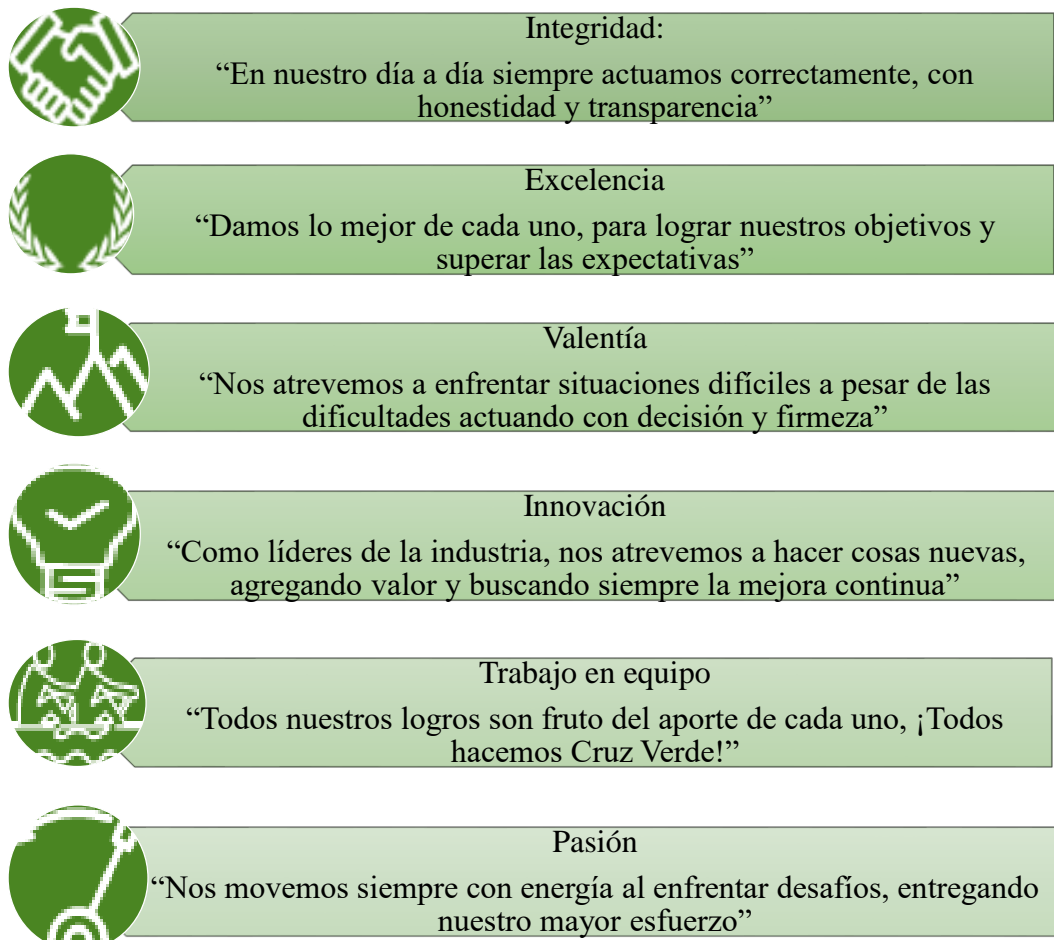 Integridad:
“En nuestro día a día siempre actuamos correctamente, con
honestidad y transparencia”
Excelencia
“Damos lo mejor de cada uno, para lograr nuestros objetivos y
superar las expectativas”
Valentía
“Nos atrevemos a enfrentar situaciones difíciles a pesar de las
dificultades actuando con decisión y firmeza”
Innovación
“Como líderes de la industria, nos atrevemos a hacer cosas nuevas,
agregando valor y buscando siempre la mejora continua”
Trabajo en equipo
“Todos nuestros logros son fruto del aporte de cada uno, ¡Todos
hacemos Cruz Verde!”
Pasión
“Nos movemos siempre con energía al enfrentar desafíos, entregando
nuestro mayor esfuerzo”